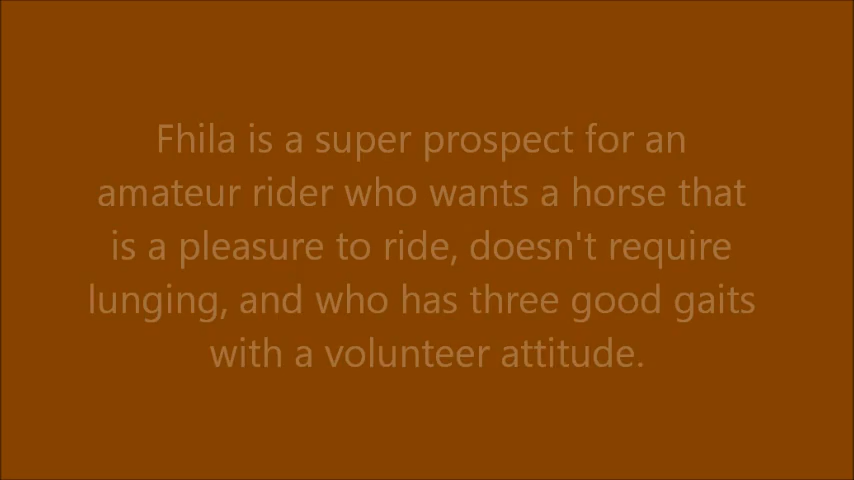 Fhila is a super prospect for an
amateur rider who wants a horse that
is a pleasure to ride, doesn't require
lunging, and who has three good gaits
with a volunteer attitude.